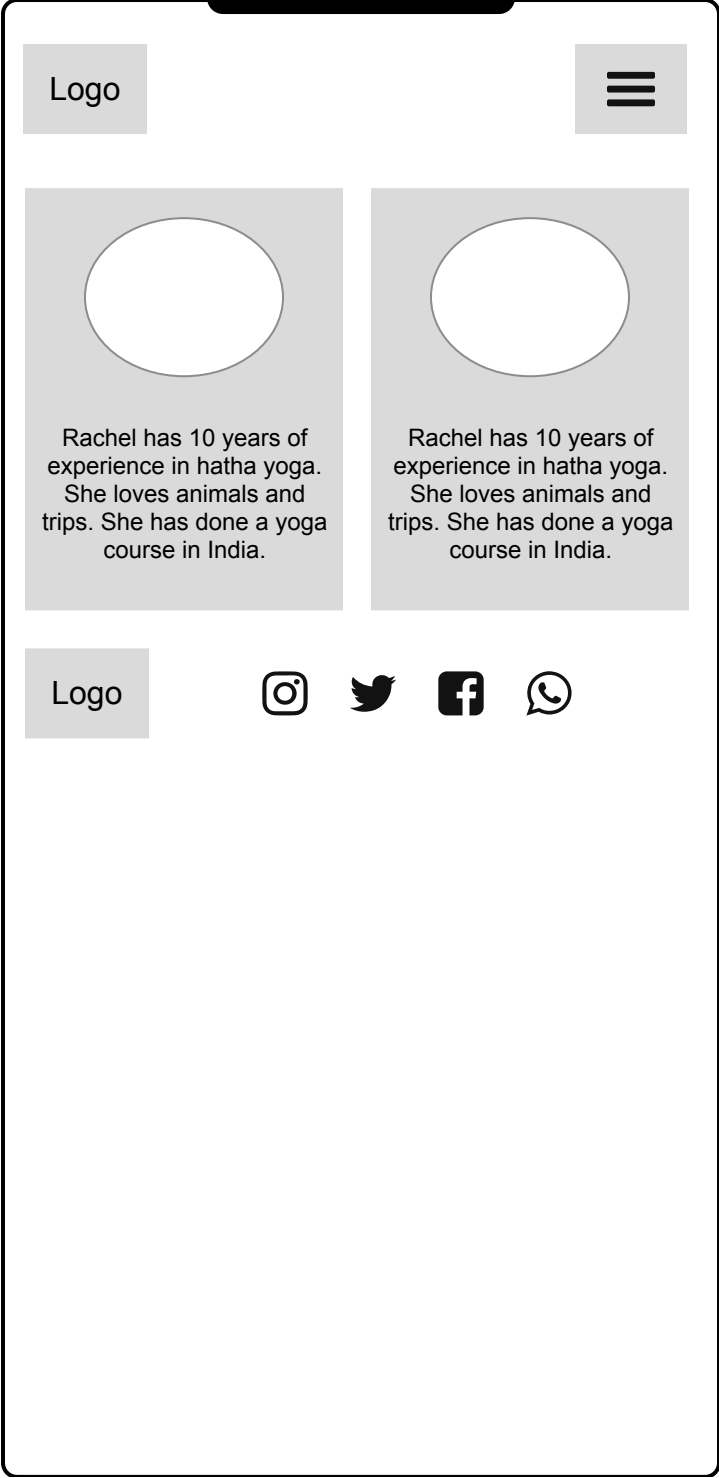 Logo
Rachel has 10 years of
experience in hatha yoga.
She loves animals and
trips. She has done a yoga
course in India.
Rachel has 10 years of
experience in hatha yoga.
She loves animals and
trips. She has done a yoga
course in India.
Logo